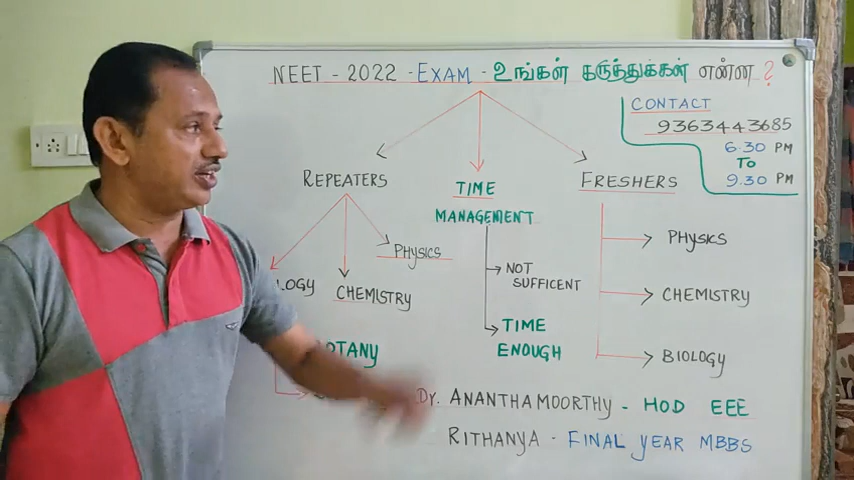 NEET - 2022 - EXAM - உங்கள் கருத்துக்கள் என்ன ?
CONTACT
9363443685
6.30 PM
TO
9.30 PM
REPEATERS
TIME
MANAGEMENT
FRESHERS
PHYSICS
CHEMISTRY
LOGY
NOT
SUFFICENT
TIME
ENOUGH
PHYSICS
CHEMISTRY
BIOLOGY
OTANY
Dr. ANANTHAMOORTHY - HOD EEE
RITHANYA - FINAL YEAR MBBS